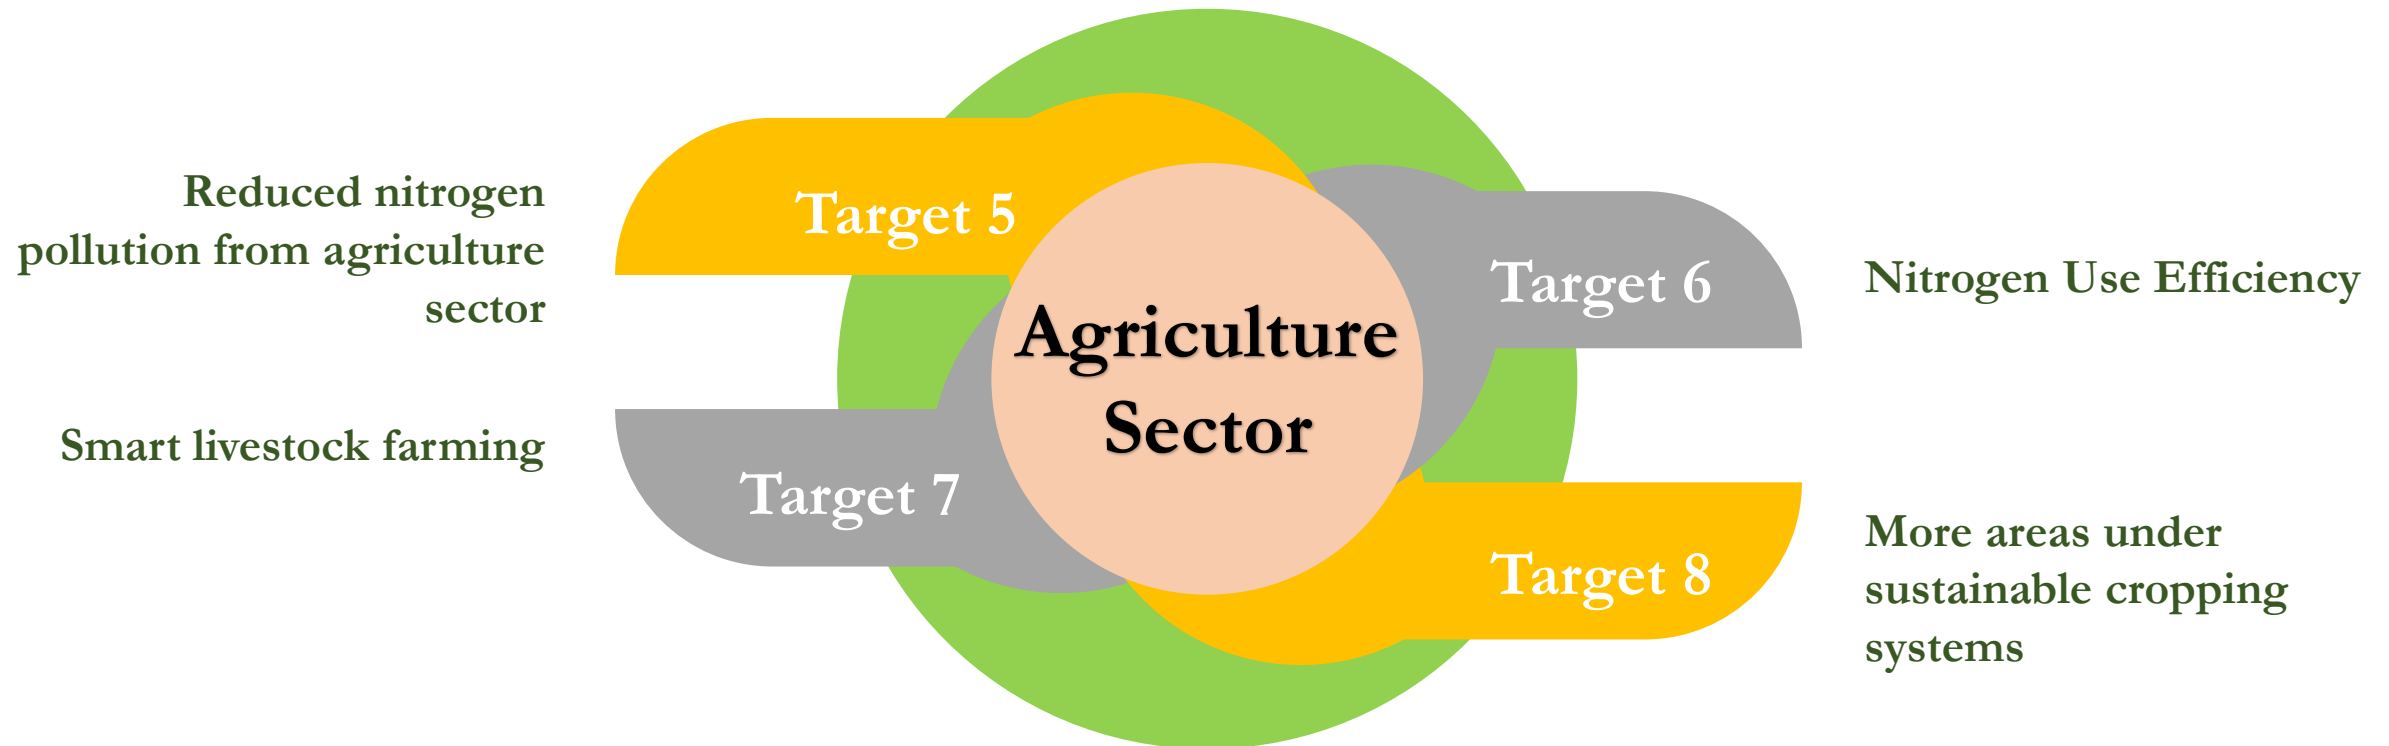 Reduced nitrogen
pollution from agriculture
sector
Target 5
Target 6
Nitrogen Use Efficiency
Agriculture
Sector
Smart livestock farming
Target 7
Target 8
More areas under
sustainable cropping
systems